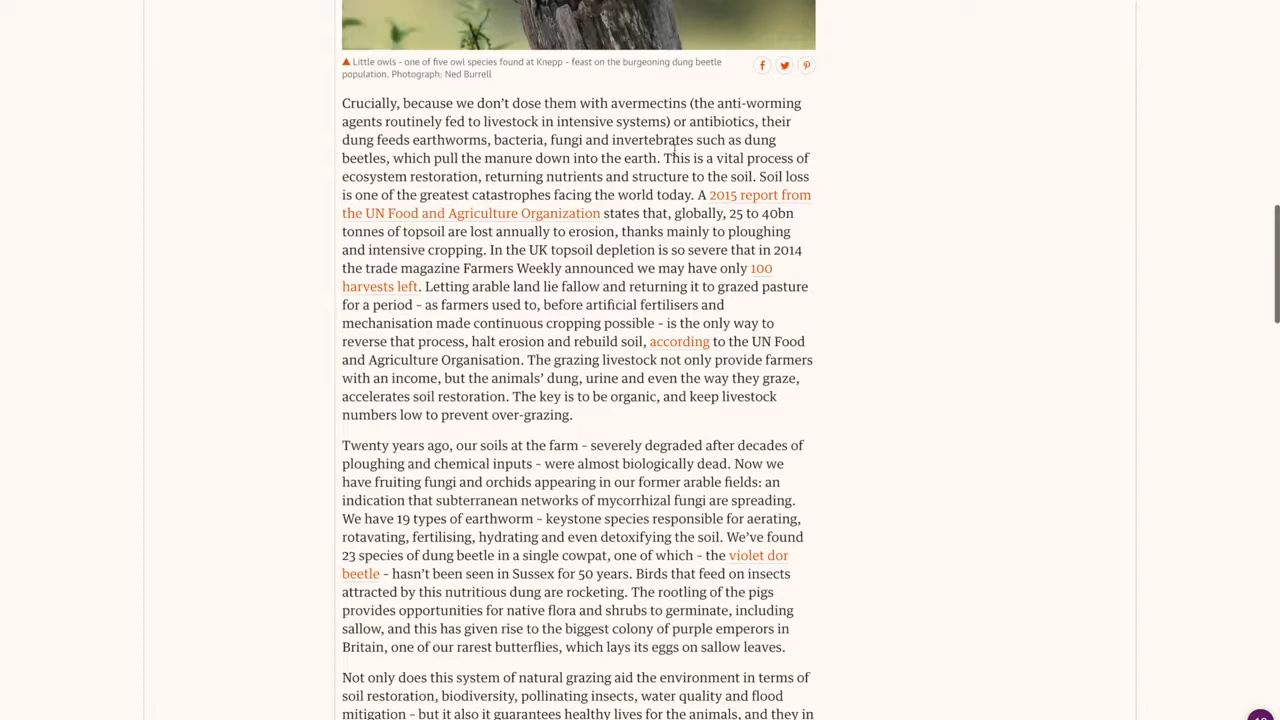 Little owls - one of five owl species found at Knepp - feast on the burgeoning dung beetle
population. Photograph: Ned Burrell
Crucially, because we don't dose them with avermectins (the anti-worming
agents routinely fed to livestock in intensive systems) or antibiotics, their
dung feeds earthworms, bacteria, fungi and invertebrates such as dung
beetles, which pull the manure down into the earth. This is a vital process of
ecosystem restoration, returning nutrients and structure to the soil. Soil loss
is one of the greatest catastrophes facing the world today. A 2015 report from
the UN Food and Agriculture Organization states that, globally, 25 to 40bn
tonnes of topsoil are lost annually to erosion, thanks mainly to ploughing
and intensive cropping. In the UK topsoil depletion is so severe that in 2014
the trade magazine Farmers Weekly announced we may have only 100
harvests left. Letting arable land lie fallow and returning it to grazed pasture
for a period – as farmers used to, before artificial fertilisers and
mechanisation made continuous cropping possible – is the only way to
reverse that process, halt erosion and rebuild soil, according to the UN Food
and Agriculture Organisation. The grazing livestock not only provide farmers
with an income, but the animals' dung, urine and even the way they graze,
accelerates soil restoration. The key is to be organic, and keep livestock
numbers low to prevent over-grazing.
Twenty years ago, our soils at the farm – severely degraded after decades of
ploughing and chemical inputs – were almost biologically dead. Now we
have fruiting fungi and orchids appearing in our former arable fields: an
indication that subterranean networks of mycorrhizal fungi are spreading.
We have 19 types of earthworm – keystone species responsible for aerating,
rotavating, fertilising, hydrating and even detoxifying the soil. We've found
23 species of dung beetle in a single cowpat, one of which – the violet dor
beetle – hasn't been seen in Sussex for 50 years. Birds that feed on insects
attracted by this nutritious dung are rocketing. The rootling of the pigs
provides opportunities for native flora and shrubs to germinate, including
sallow, and this has given rise to the biggest colony of purple emperors in
Britain, one of our rarest butterflies, which lays its eggs on sallow leaves.
Not only does this system of natural grazing aid the environment in terms of
soil restoration, biodiversity, pollinating insects, water quality and flood
mitigation – but it also it guarantees healthy lives for the animals, and they in